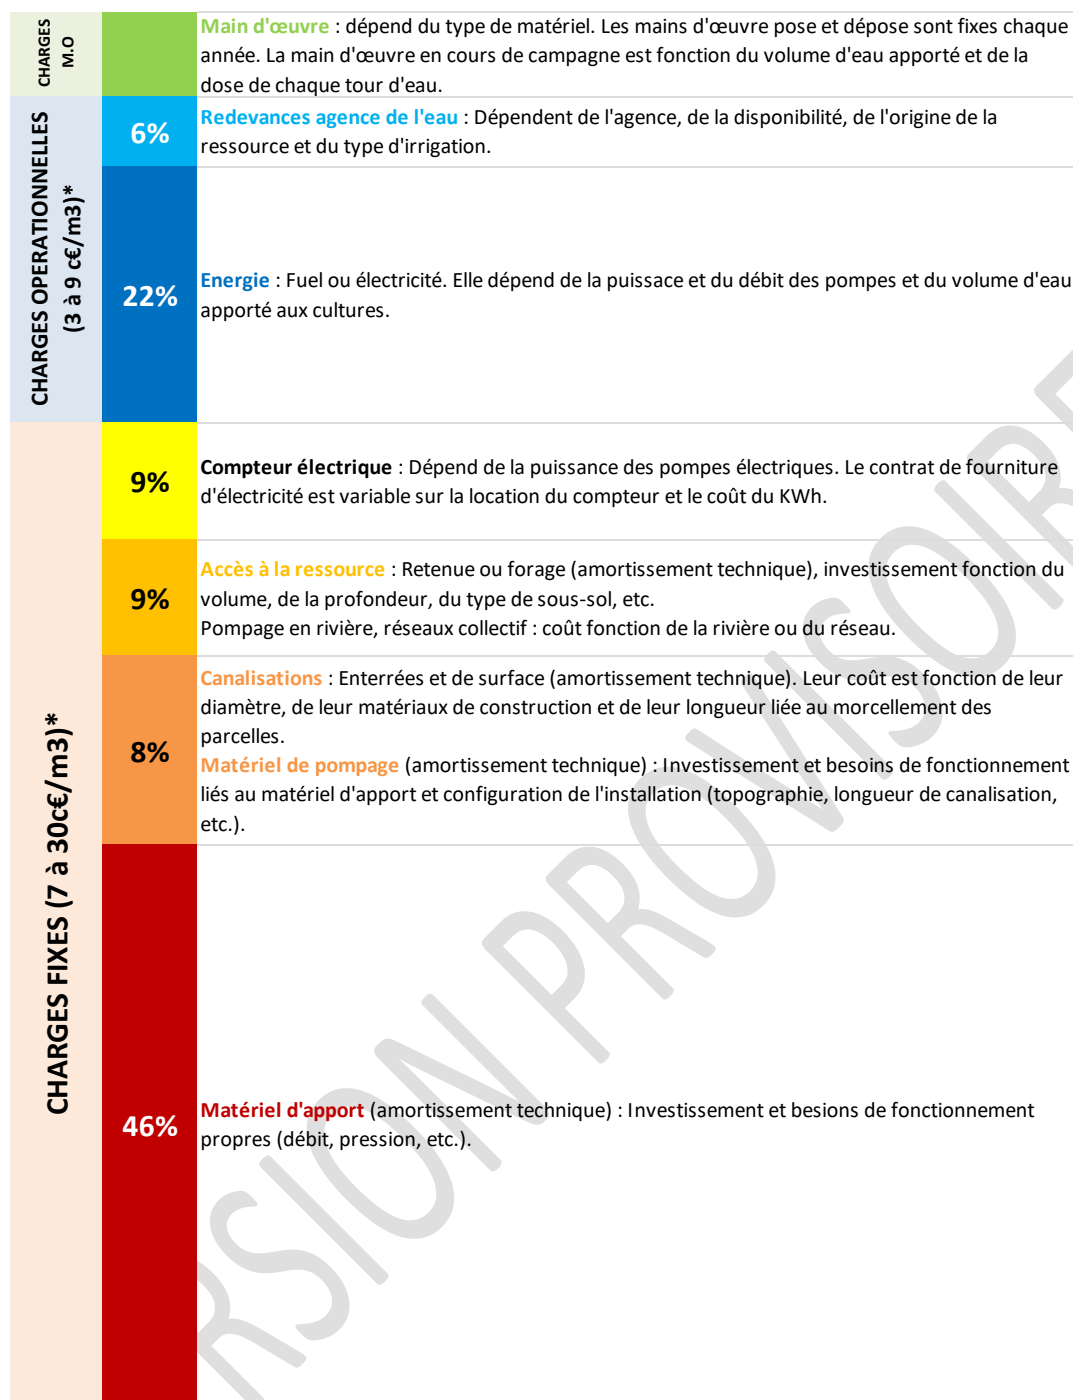 CHARGES
M.O
Main d'œuvre : dépend du type de matériel. Les mains d'œuvre pose et dépose sont fixes chaque
année. La main d'œuvre en cours de campagne est fonction du volume d'eau apporté et de la
dose de chaque tour d'eau.
CHARGES OPERATIONNELLES
(3 à 9 c€/m3)*
6%
Redevances agence de l'eau : Dépendent de l'agence, de la disponibilité, de l'origine de la
ressource et du type d'irrigation.
22%
Energie : Fuel ou électricité. Elle dépend de la puissace et du débit des pompes et du volume d'eau
apporté aux cultures.
CHARGES FIXES (7 à 30c€/m3)*
9%
Compteur électrique : Dépend de la puissance des pompes électriques. Le contrat de fourniture
d'électricité est variable sur la location du compteur et le coût du KWh.
9%
Accès à la ressource : Retenue ou forage (amortissement technique), investissement fonction du
volume, de la profondeur, du type de sous-sol, etc.
Pompage en rivière, réseaux collectif : coût fonction de la rivière ou du réseau.
8%
Canalisations : Enterrées et de surface (amortissement technique). Leur coût est fonction de leur
diamètre, de leur matériaux de construction et de leur longueur liée au morcellement des
parcelles.
Matériel de pompage (amortissement technique) : Investissement et besoins de fonctionnement
liés au matériel d'apport et configuration de l'installation (topographie, longueur de canalisation,
etc.).
46%
Matériel d'apport (amortissement technique) : Investissement et besions de fonctionnement
propres (débit, pression, etc.).
RSION PROVISOIRE